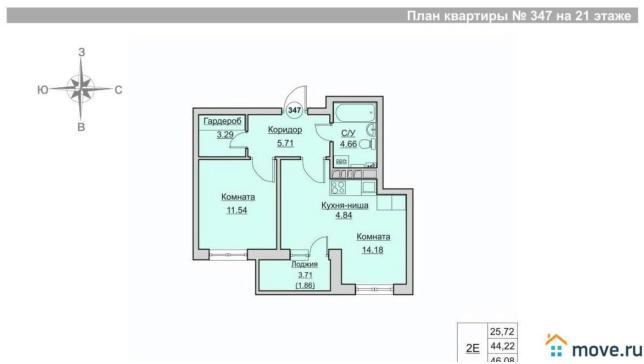 План квартиры № 347 на 21 этаже
З
Ю
С
В
347
Гардероб
3.29
Коридор
5.71
С/У
4.66
Комната
11.54
Кухня-ниша
4.84
Комната
14.18
Лоджия
3.71
(1.86)
2Е
25,72
44,22
46,08
move.ru